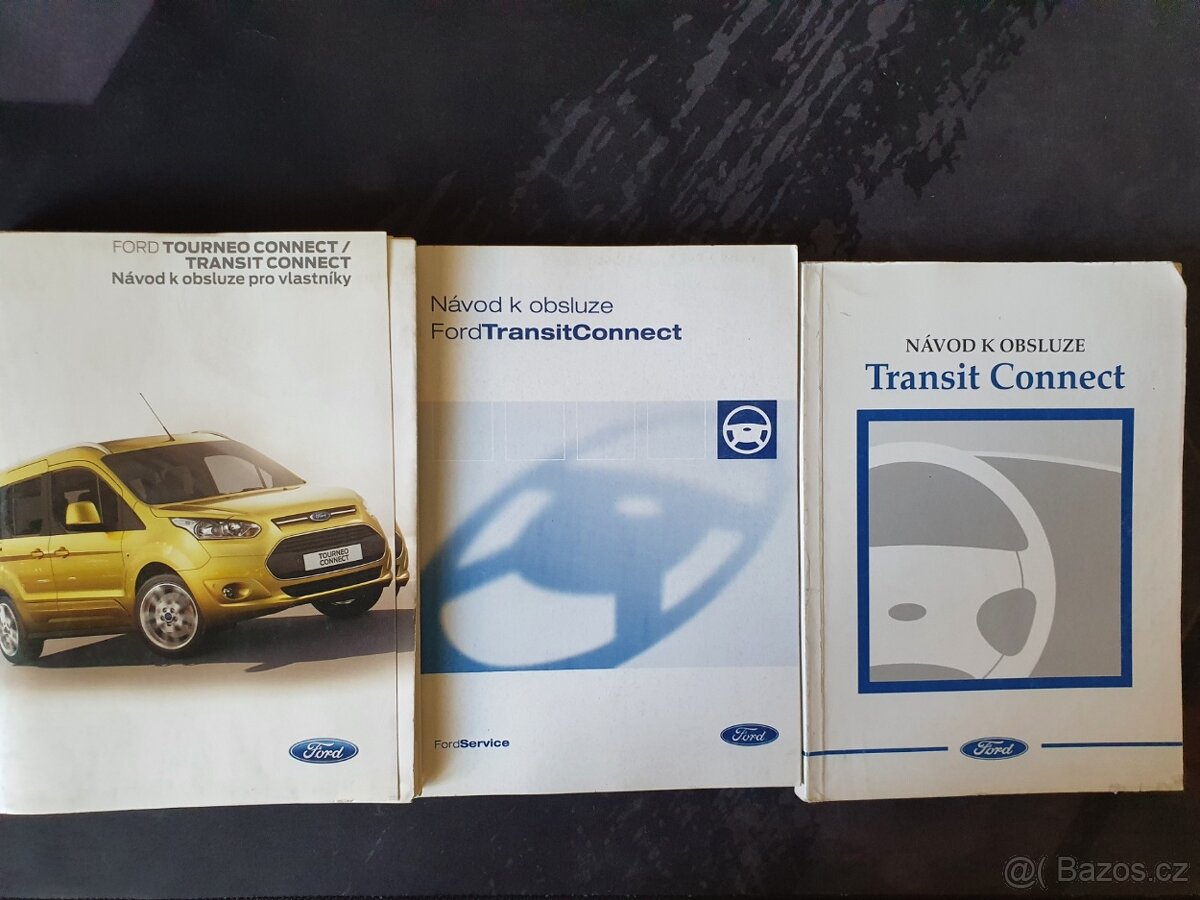 FORD TOURNEO CONNECT /
TRANSIT CONNECT
Návod k obsluze pro vlastníky
TOURNEO
CONNECT
Ford
Návod k obsluze
FordTransitConnect
FordService
Ford
NÁVOD K OBSLUZE
Transit Connect
Ford
@( Bazos.cz